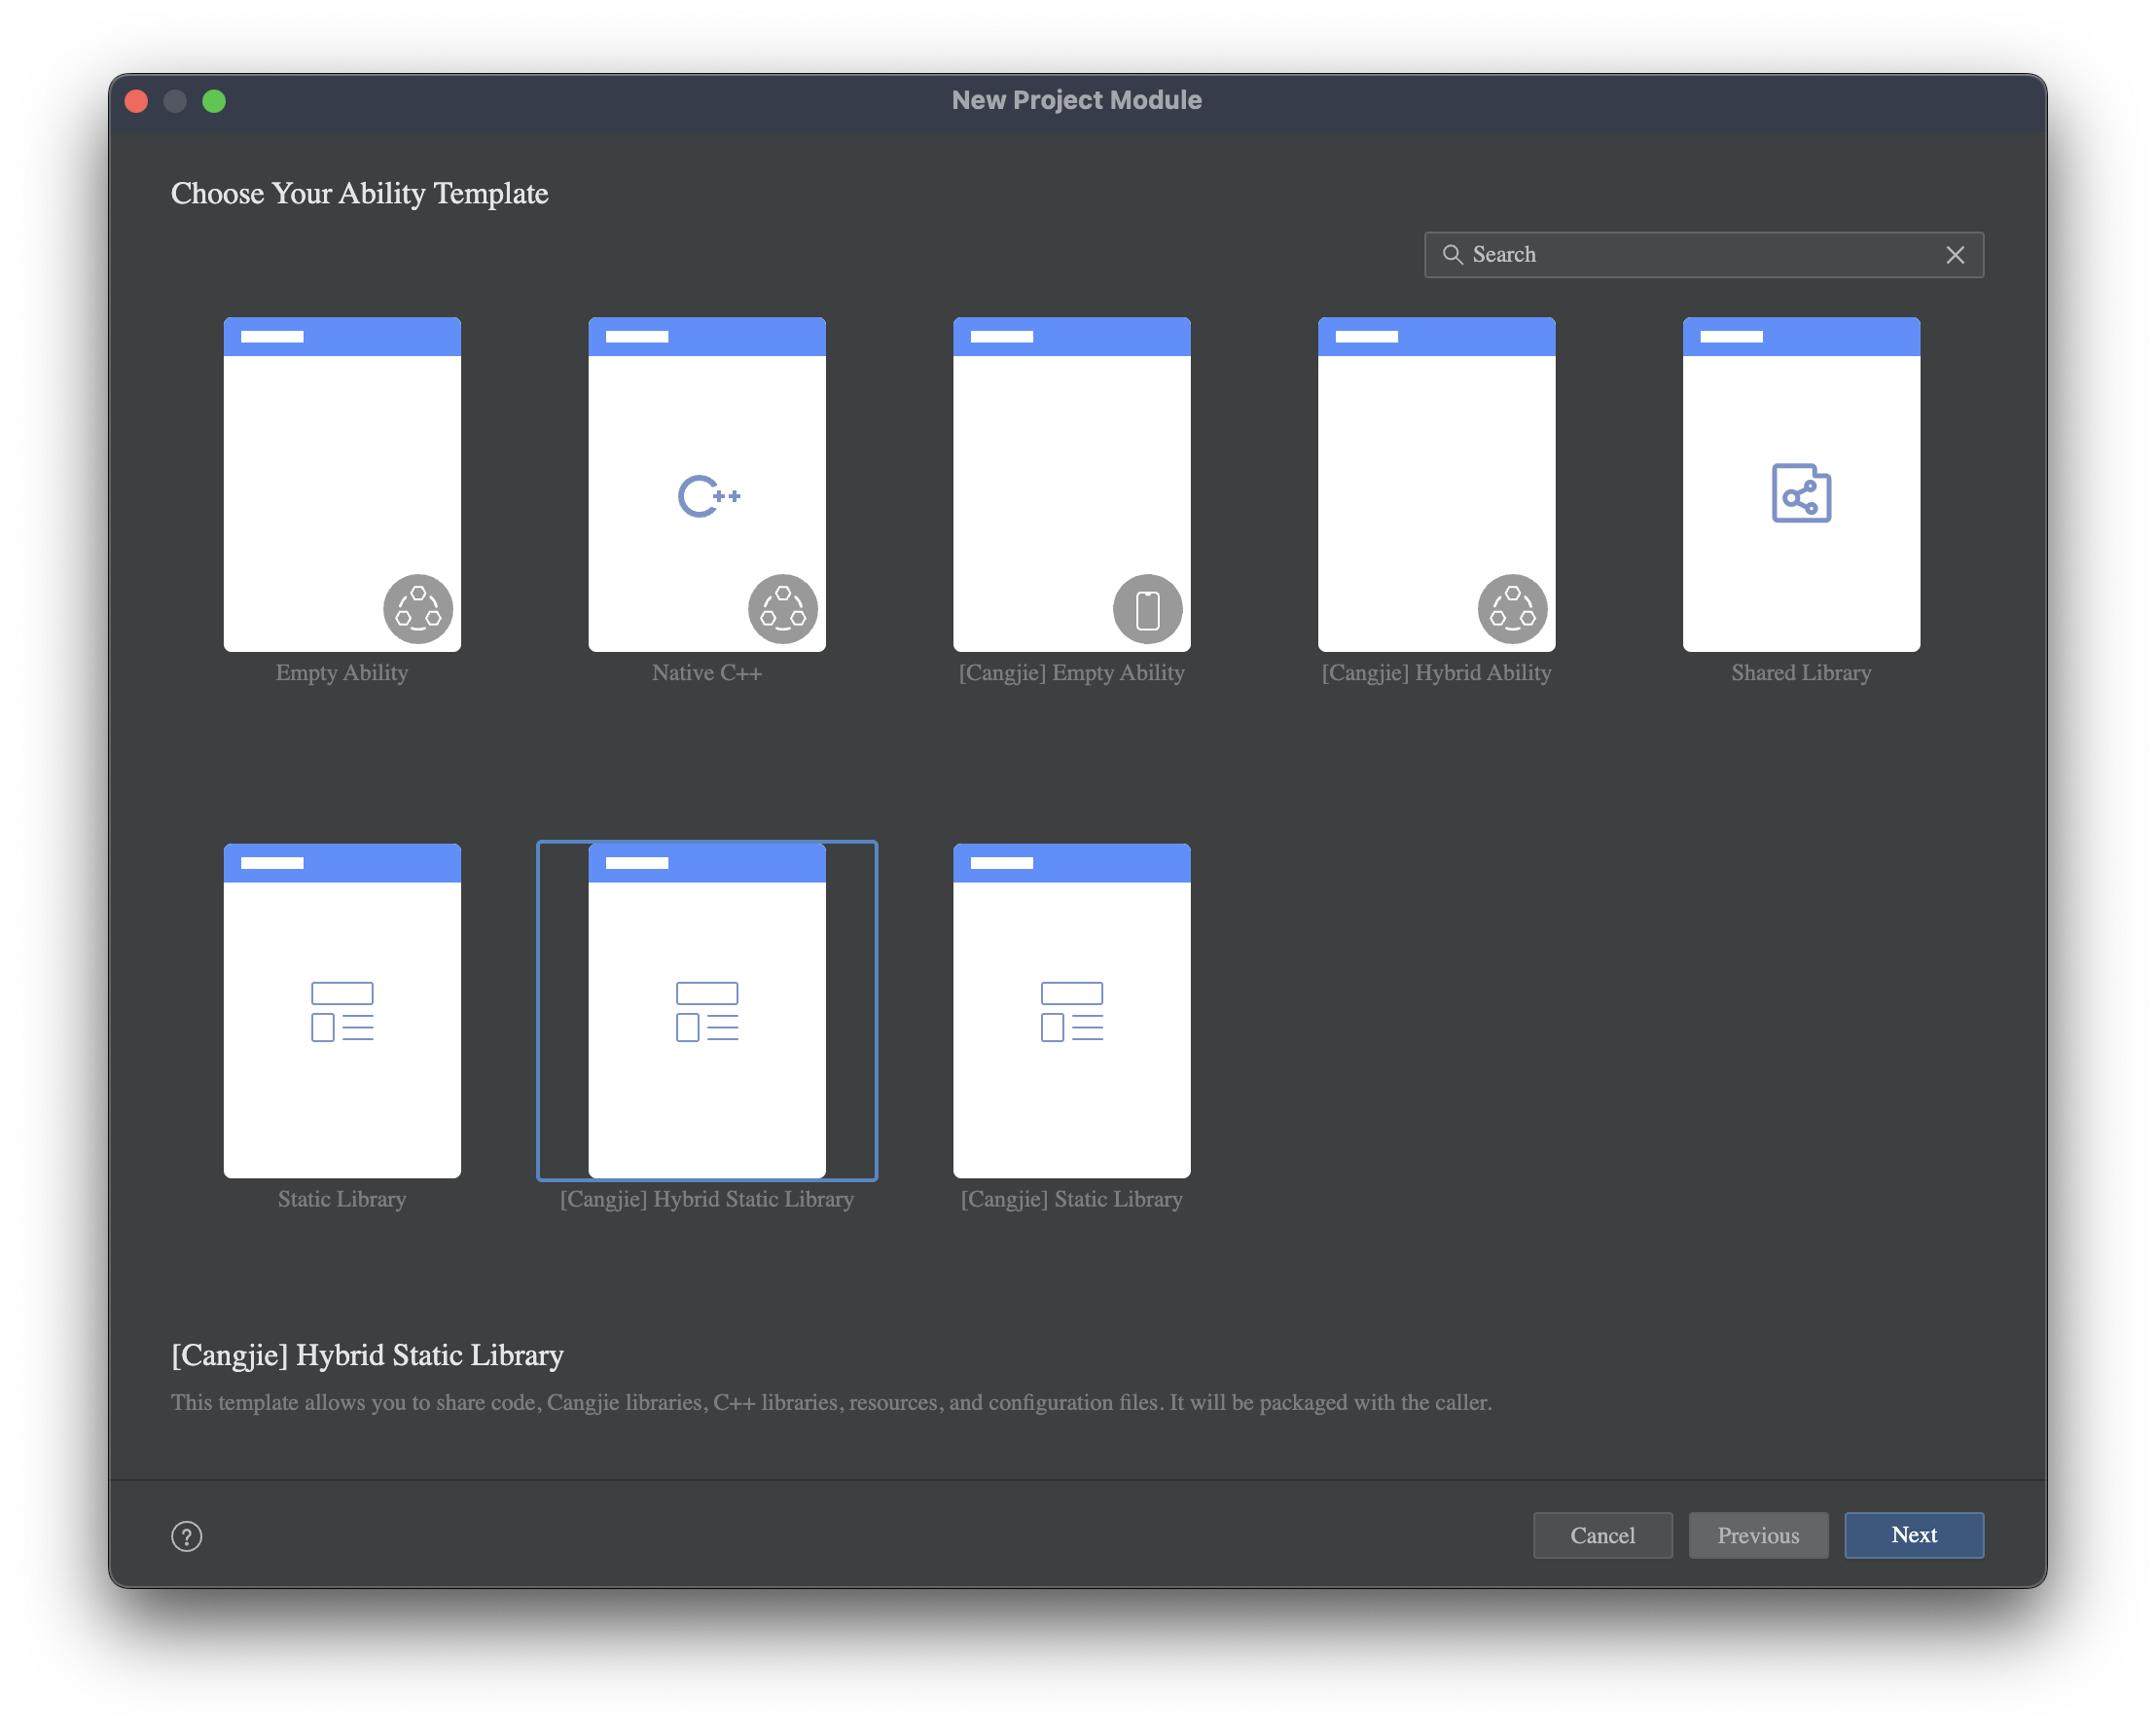 New Project Module
Choose Your Ability Template
Search
Empty Ability
C++
Native C++
[Cangjie] Empty Ability
[Cangjie] Hybrid Ability
Shared Library
Static Library
[Cangjie] Hybrid Static Library
[Cangjie] Static Library
[Cangjie] Hybrid Static Library
This template allows you to share code, Cangjie libraries, C++ libraries, resources, and configuration files. It will be packaged with the caller.
?
Cancel
Previous
Next